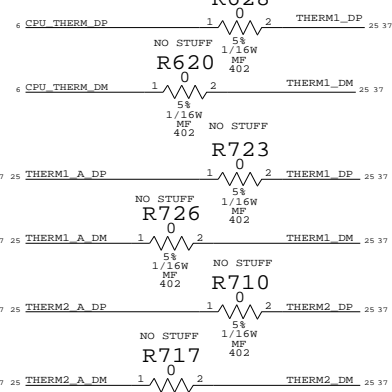 R628
0
6 CPU_THERM_DP 1 2 THERM1_DP 25 37
5%
1/16W
MF
402
NO STUFF
R620
0
6 CPU_THERM_DM 1 2 THERM1_DM 25 37
5%
1/16W
MF
402
NO STUFF
R723
0
7 25 THERM1_A_DP 1 2 THERM1_DP 25 37
5%
1/16W
MF
402
NO STUFF
R726
0
7 25 THERM1_A_DM 1 2 THERM1_DM 25 37
5%
1/16W
MF
402
NO STUFF
R710
0
7 25 THERM2_A_DP 1 2 THERM2_DP 25 37
5%
1/16W
MF
402
NO STUFF
R717
0
7 25 THERM2_A_DM 1 2 THERM2_DM 25 37
5%